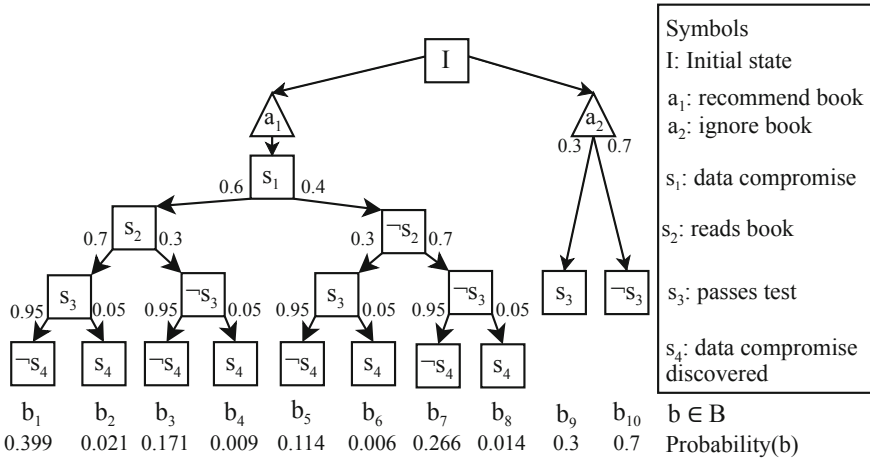 I
a₁
a₂
0.3 0.7
s₁
0.6 0.4
s₂ ¬s₂
0.7 0.3 0.3 0.7
s₃ ¬s₃ s₃ ¬s₃ s₃ ¬s₃
0.95 0.05 0.95 0.05 0.95 0.05 0.95 0.05
¬s₄ s₄ ¬s₄ s₄ ¬s₄ s₄ ¬s₄ s₄
b₁ b₂ b₃ b₄ b₅ b₆ b₇ b₈ b₉ b₁₀ b ∈ B
0.399 0.021 0.171 0.009 0.114 0.006 0.266 0.014 0.3 0.7 Probability(b)
Symbols
I: Initial state
a₁: recommend book
a₂: ignore book
s₁: data compromise
s₂: reads book
s₃: passes test
s₄: data compromise
discovered